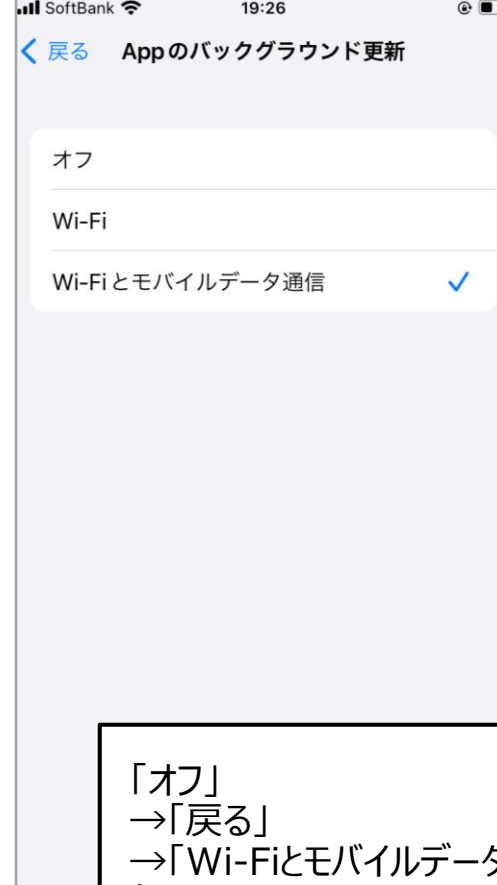 SoftBank 19:26
戻る Appのバックグラウンド更新
オフ
Wi-Fi
Wi-Fiとモバイルデータ通信
「オフ」
→「戻る」
→「Wi-Fiとモバイルデータ